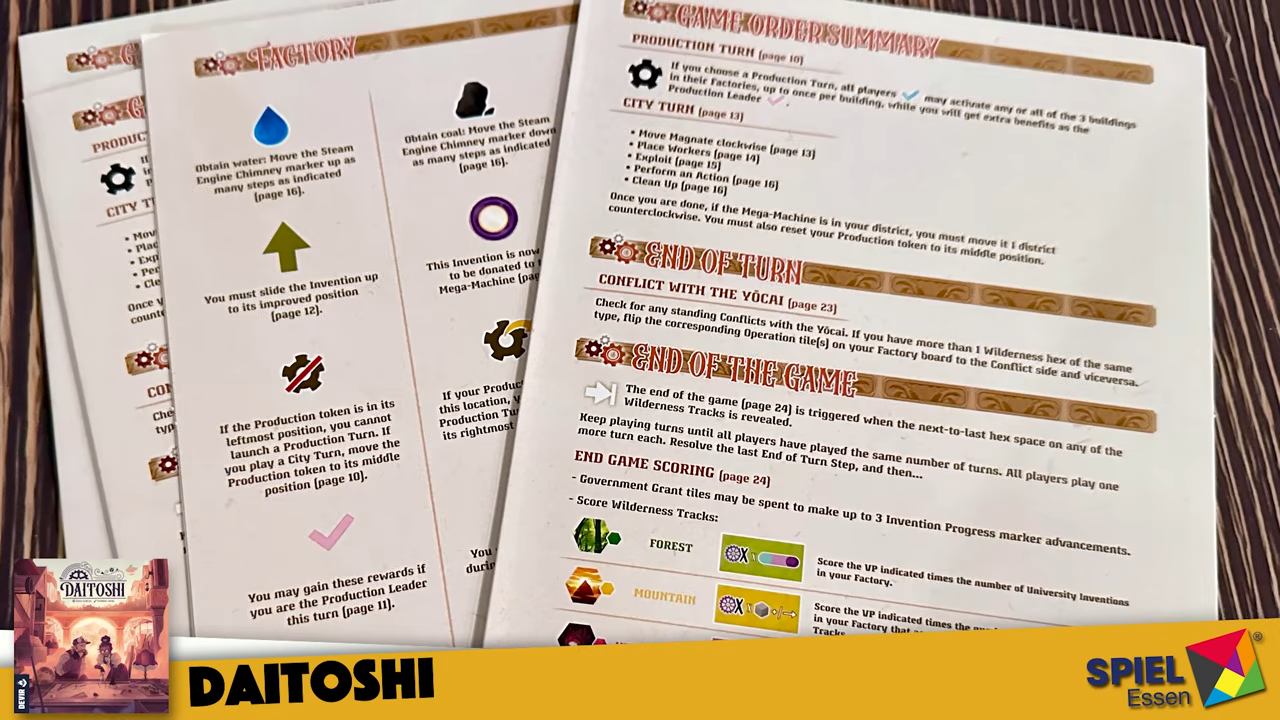 FACTORY
Obtain water: Move the Steam
Engine Chimney marker up as
many steps as indicated
(page 16).
You must slide the Invention up
to its improved position
(page 12).
If the Production token is in its
leftmost position, you cannot
launch a Production Turn. If
you play a City Turn, move the
Production token to its middle
position (page 10).
You may gain these rewards if
you are the Production Leader
this turn (page 11).
Obtain coal: Move the Steam
Engine Chimney marker down
as many steps as indicated
(page 16).
This Invention is now
to be donated to
Mega-Machine
If your
this location,
Production
its rightmost
You
GAME ORDER SUMMARY
PRODUCTION TURN (page 10)
If you choose a Production Turn, all players may activate any or all of the 3 buildings
in their Factories, up to once per building, while you will get extra benefits as the
Production Leader .
CITY TURN (page 13)
• Move Magnate clockwise (page 13)
• Place Workers (page 14)
• Exploit (page 15)
• Perform an Action (page 16)
• Clean Up (page 16)
Once you are done, if the Mega-Machine is in your district, you must move it 1 district
counterclockwise. You must also reset your Production token to its middle position.
END OF TURN
CONFLICT WITH THE YŌCAI (page 23)
Check for any standing Conflicts with the Yōcai. If you have more than 1 Wilderness hex of the same
type, flip the corresponding Operation tile(s) on your Factory board to the Conflict side and viceversa.
END OF THE GAME
The end of the game (page 24) is triggered when the next-to-last hex space on any of the
Wilderness Tracks is revealed.
Keep playing turns until all players have played the same number of turns. All players play one
more turn each. Resolve the last End of Turn Step, and then...
END GAME SCORING (page 24)
- Government Grant tiles may be spent to make up to 3 Invention Progress marker advancements.
- Score Wilderness Tracks:
FOREST
Score the VP indicated times the number of University Inventions
in your Factory.
MOUNTAIN
Score the VP indicated times the
in your Factory that
Tracks
DAITOSHI
DEVIR
DAITOSHI
SPIEL
Essen
®